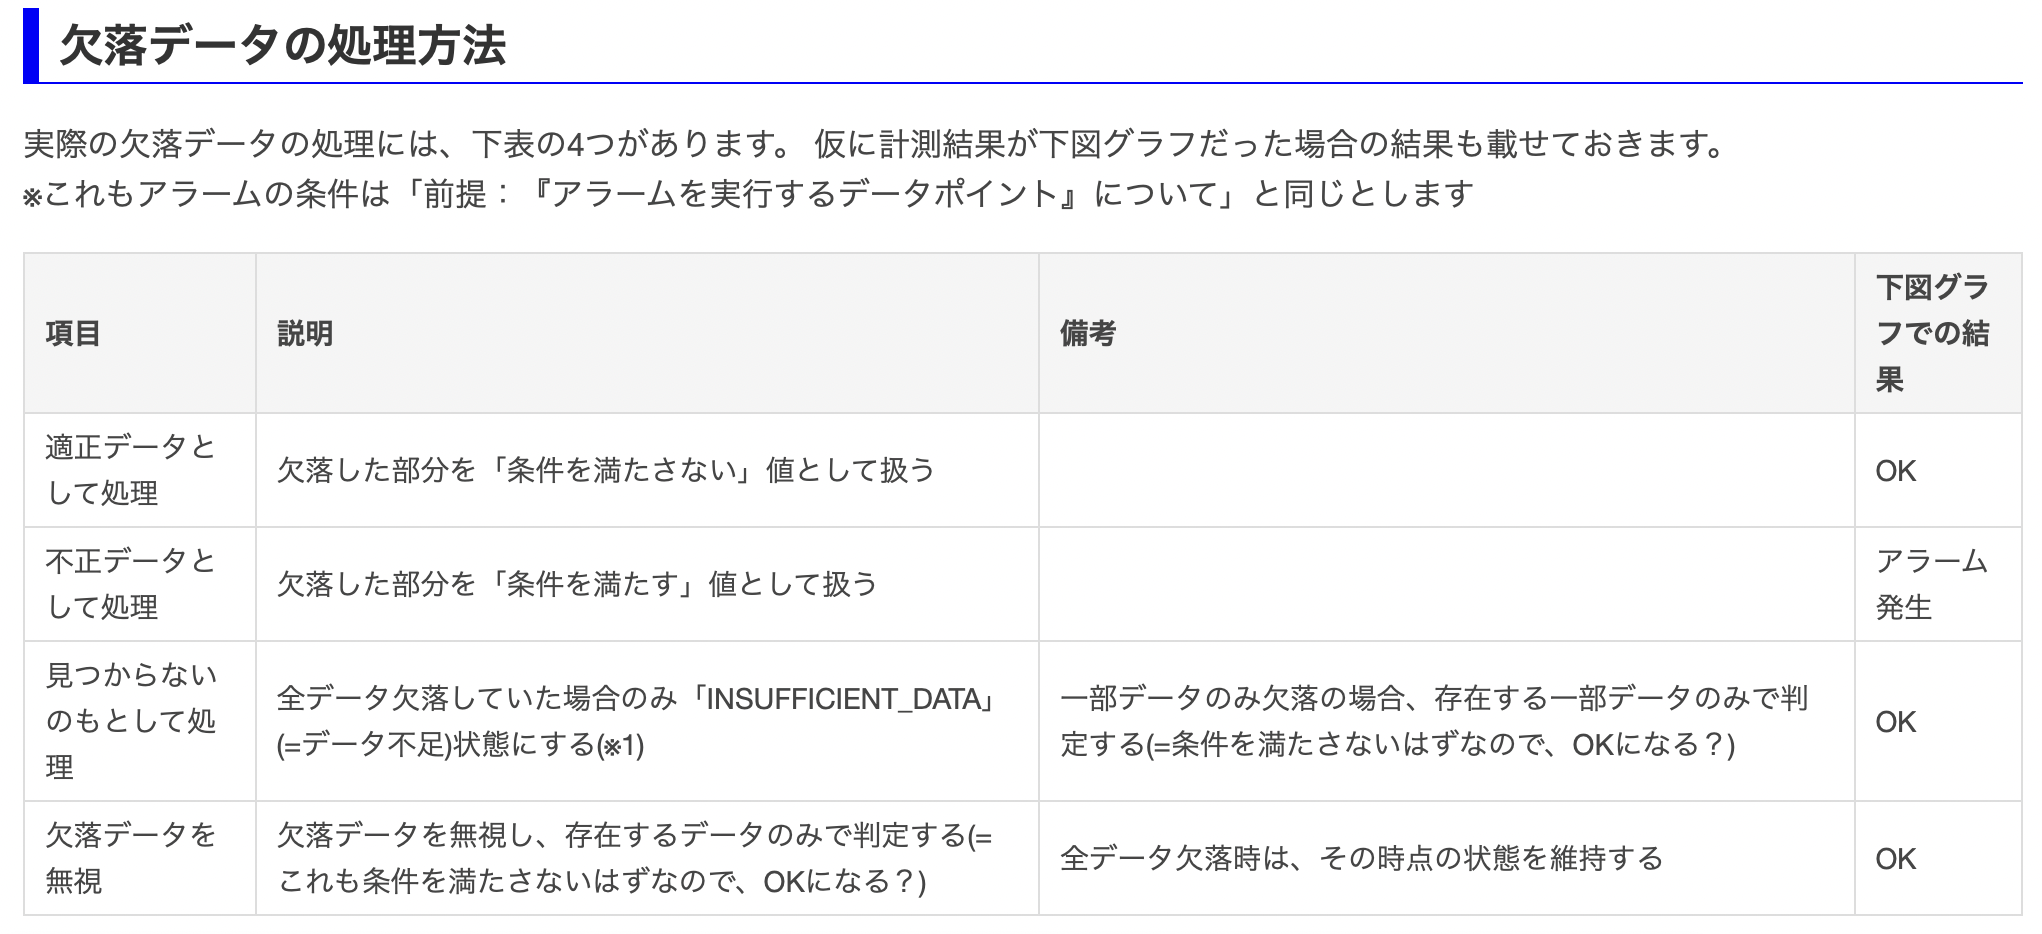 欠落データの処理方法
実際の欠落データの処理には、下表の4つがあります。 仮に計測結果が下図グラフだった場合の結果も載せておきます。
※これもアラームの条件は「前提：『アラームを実行するデータポイント』について」と同じとします
項目
説明
備考
下図グラ
フでの結
果
適正データと
して処理
欠落した部分を「条件を満たさない」値として扱う
OK
不正データと
して処理
欠落した部分を「条件を満たす」値として扱う
アラーム
発生
見つからない
のもとして処
理
全データ欠落していた場合のみ「INSUFFICIENT_DATA」
(=データ不足)状態にする(※1)
一部データのみ欠落の場合、存在する一部データのみで判
定する(=条件を満たさないはずなので、OKになる？)
OK
欠落データを
無視
欠落データを無視し、存在するデータのみで判定する(=
これも条件を満たさないはずなので、OKになる？)
全データ欠落時は、その時点の状態を維持する
OK